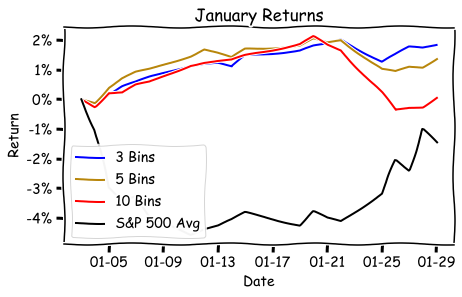 January Returns
2%
1%
0%
-1%
-2%
-3%
-4%
Return
3 Bins
5 Bins
10 Bins
S&P 500 Avg
01-05 01-09 01-13 01-17 01-21 01-25 01-29
Date